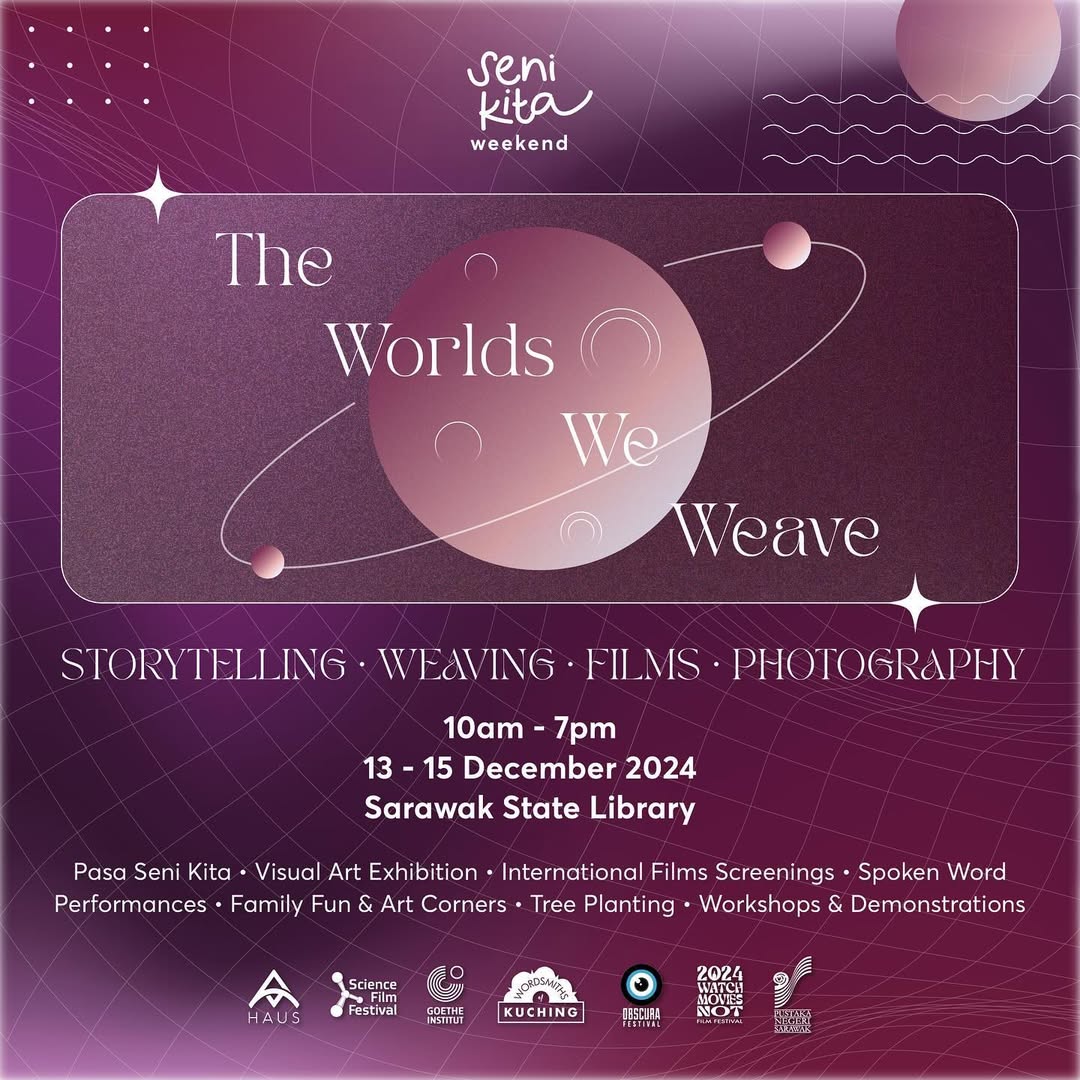 seni
kita
weekend
The
Worlds
We
Weave
STORYTELLING · WEAVING · FILMS · PHOTOGRAPHY
10am - 7pm
13 - 15 December 2024
Sarawak State Library
Pasa Seni Kita • Visual Art Exhibition • International Films Screenings • Spoken Word
Performances • Family Fun & Art Corners • Tree Planting • Workshops & Demonstrations
HAUS
Science
Film
Festival
GOETHE
INSTITUT
WORDSMITHS
of
KUCHING
OBSCURA
FESTIVAL
2024
WATCH
MOVIES
NOT
FILM FESTIVAL
PUSTAKA
NEGERI
SARAWAK